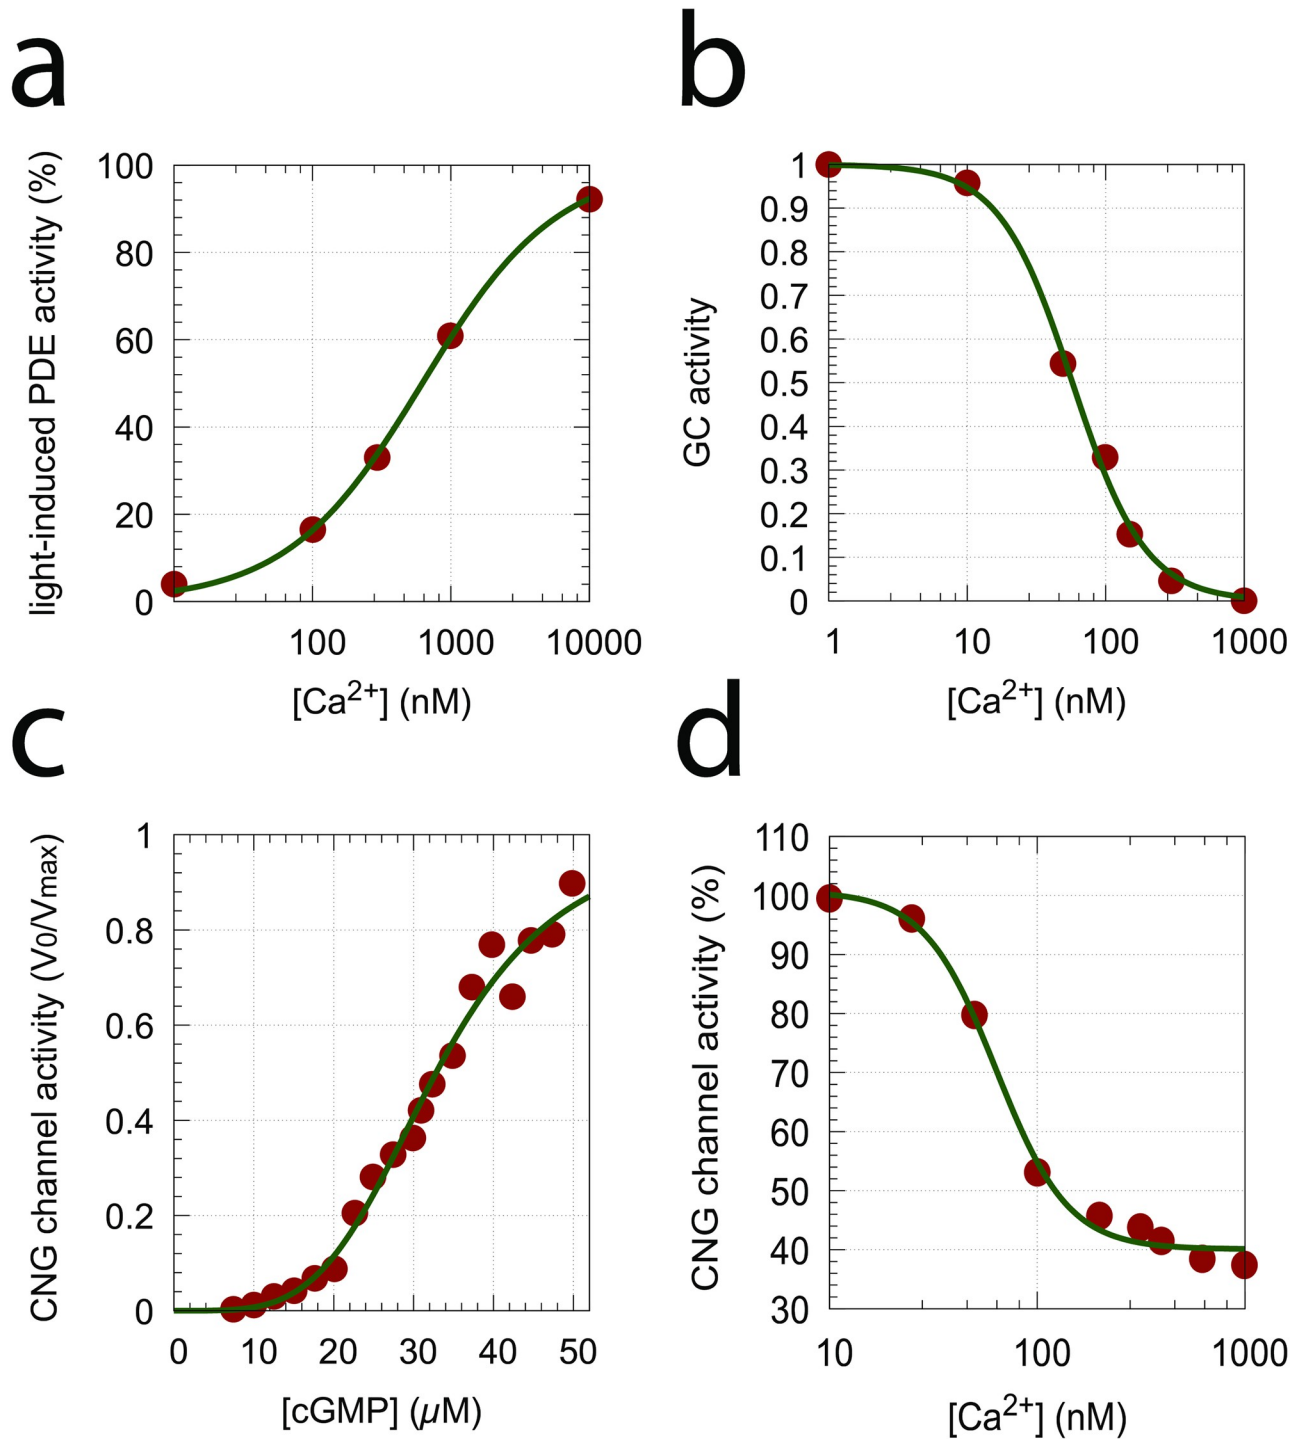 a
light-induced PDE activity (%)
100
80
60
40
20
0
100 1000 10000
[Ca2+] (nM)
b
GC activity
1
0.9
0.8
0.7
0.6
0.5
0.4
0.3
0.2
0.1
0
1 10 100 1000
[Ca2+] (nM)
c
CNG channel activity (V0/Vmax)
1
0.8
0.6
0.4
0.2
0
0 10 20 30 40 50
[cGMP] (µM)
d
CNG channel activity (%)
110
100
90
80
70
60
50
40
30
10 100 1000
[Ca2+] (nM)